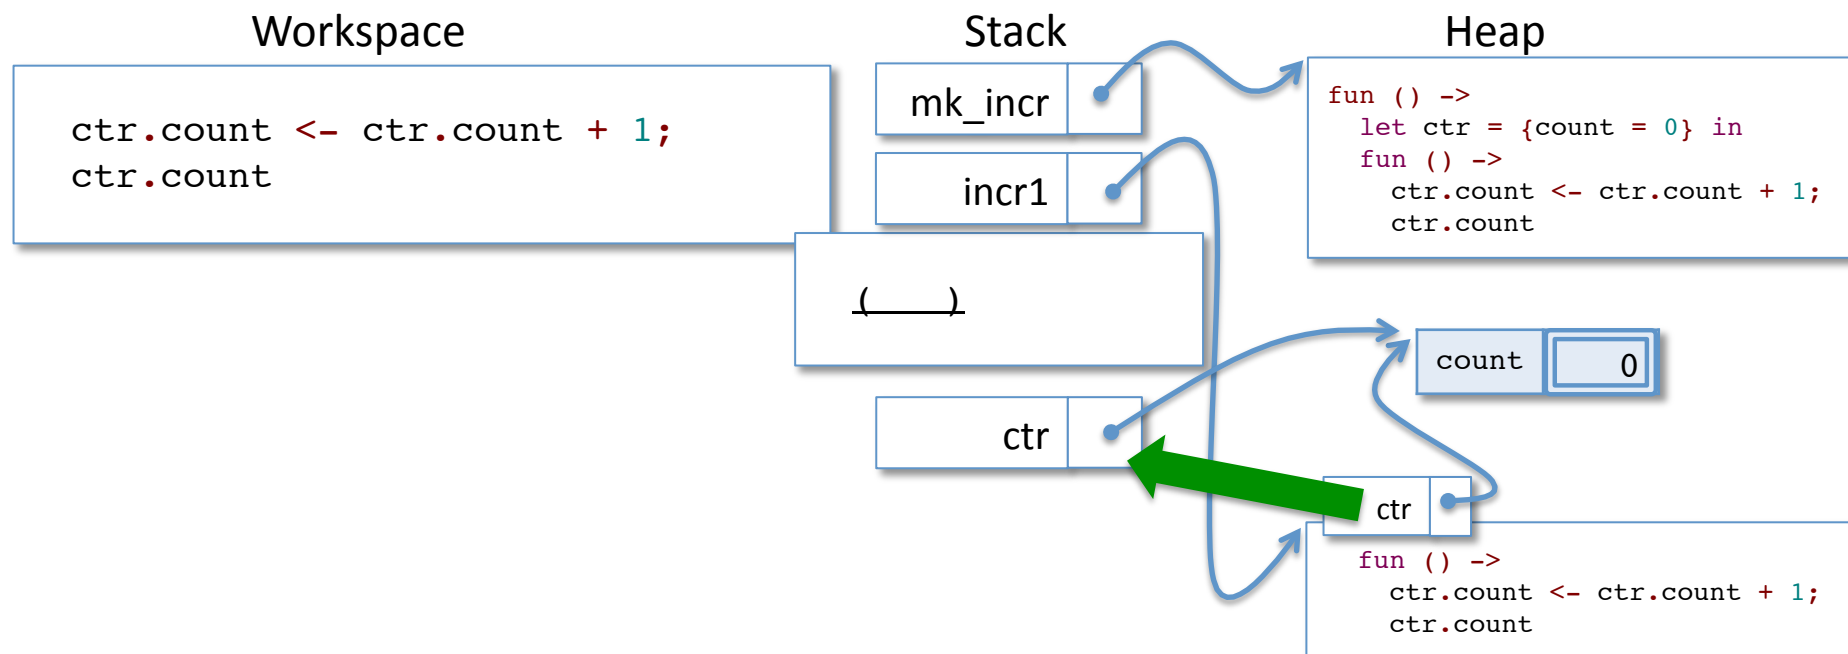 Workspace
ctr.count <- ctr.count + 1;
ctr.count
Stack
mk_incr
incr1
(____)
ctr
Heap
fun () ->
let ctr = {count = 0} in
fun () ->
ctr.count <- ctr.count + 1;
ctr.count
count 0
ctr
fun () ->
ctr.count <- ctr.count + 1;
ctr.count